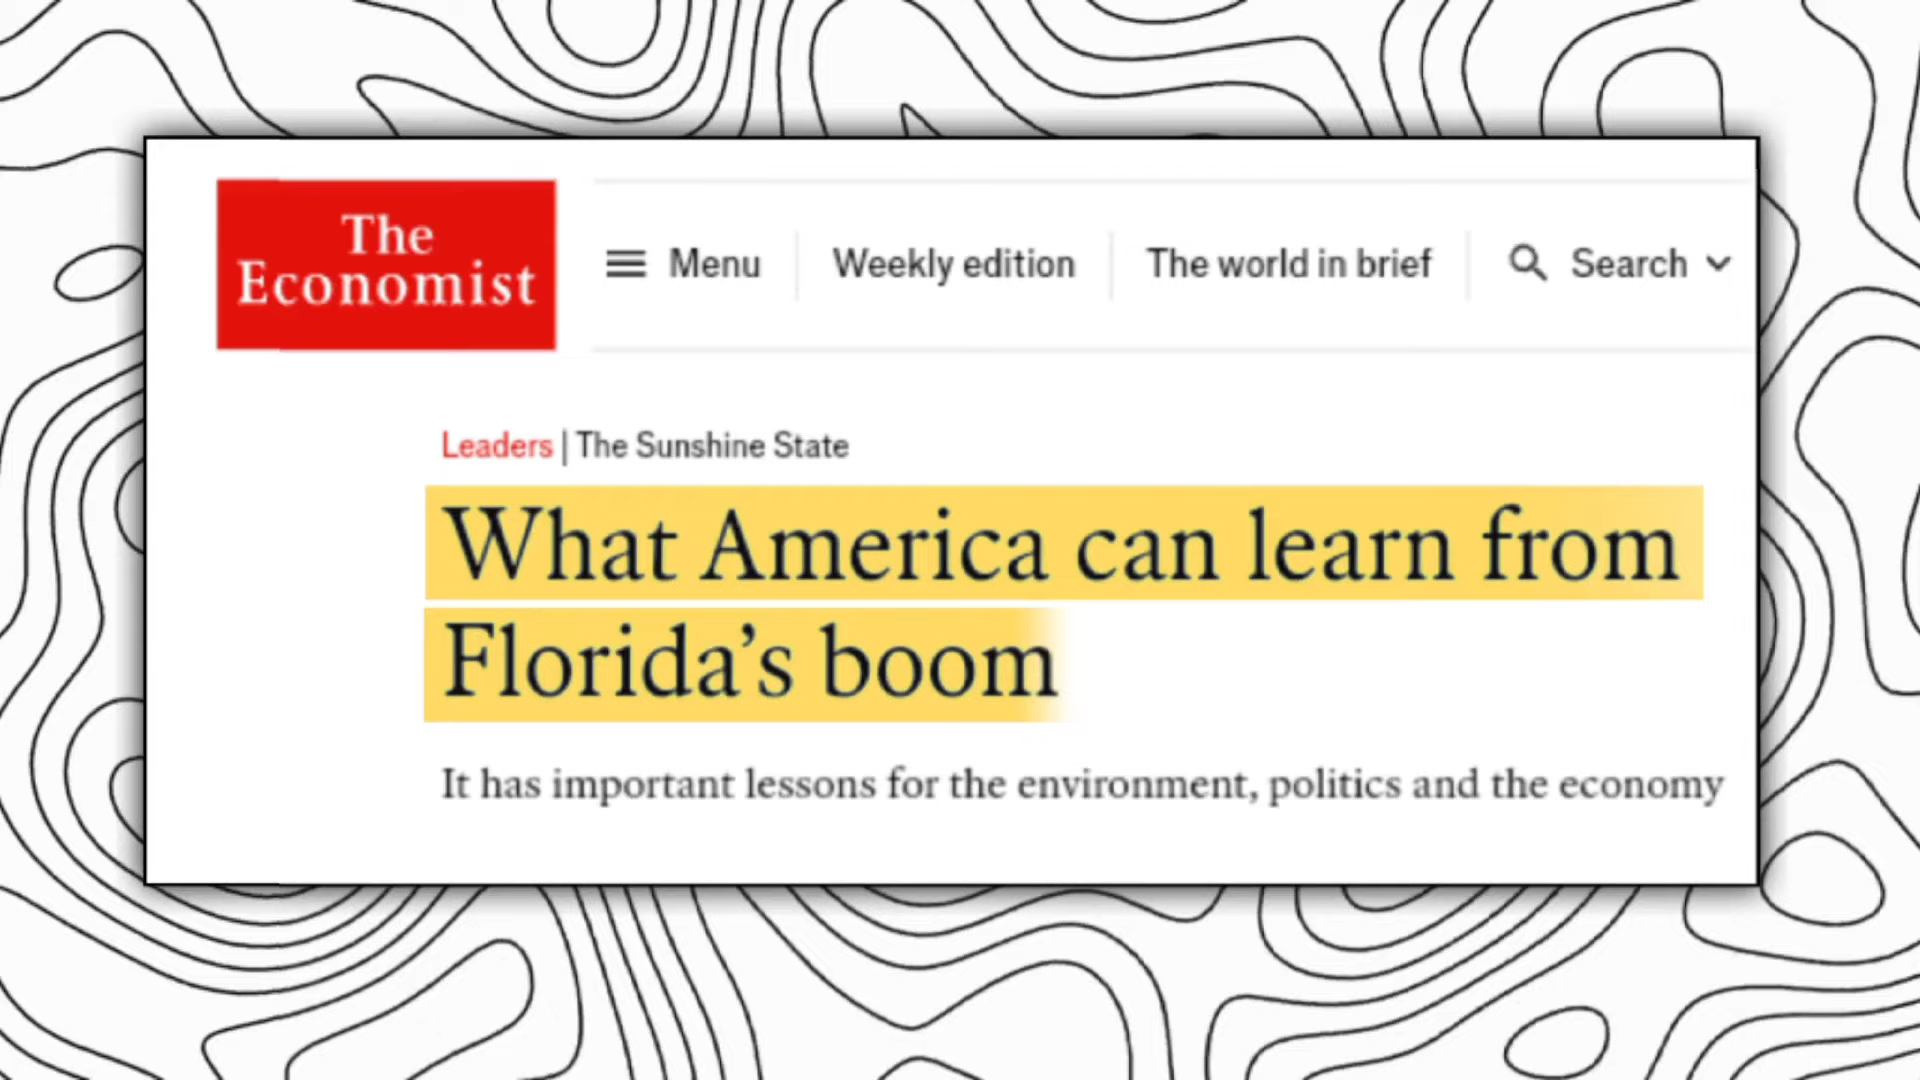 The
Economist
Menu
Weekly edition
The world in brief
Search
Leaders | The Sunshine State
What America can learn from
Florida’s boom
It has important lessons for the environment, politics and the economy